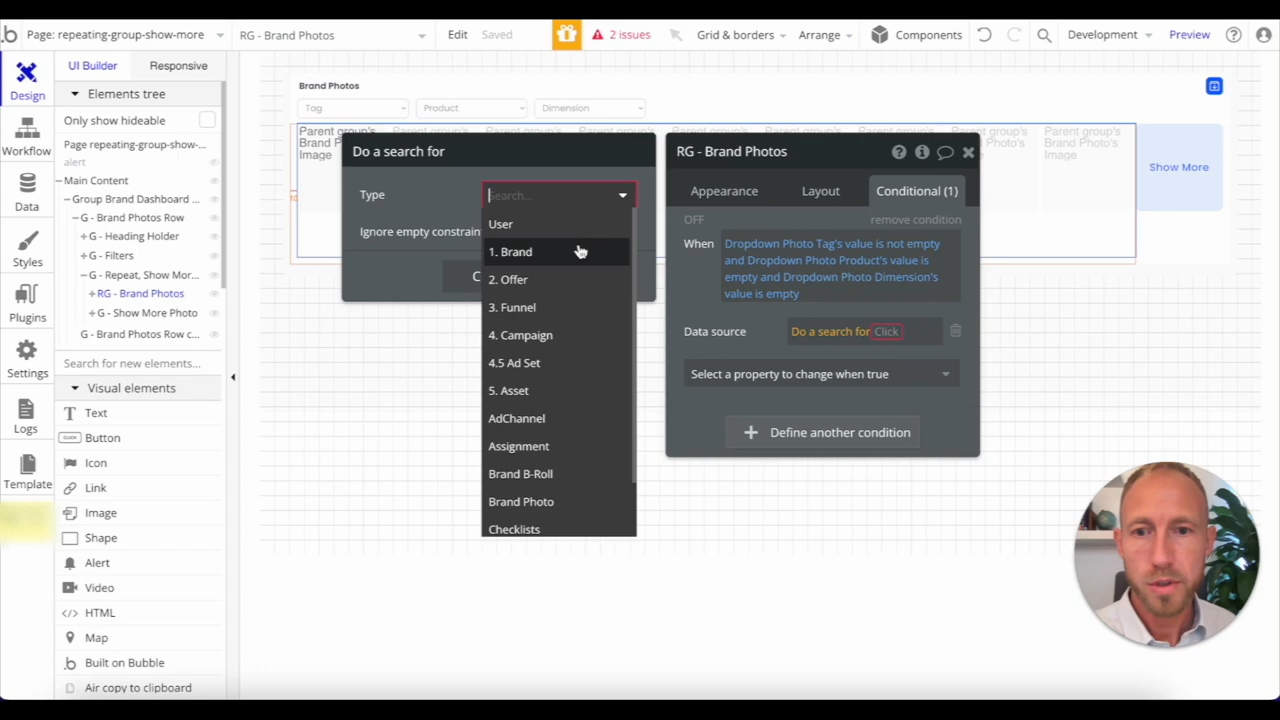 Page: repeating-group-show-more
RG - Brand Photos
Edit
Saved
2 issues
Grid & borders
Arrange
Components
Development
Preview
Design
Workflow
Data
Styles
Plugins
Settings
Logs
Template
UI Builder
Responsive
Elements tree
Only show hideable
Page repeating-group-show-...
alert
Main Content
Group Brand Dashboard ...
G - Brand Photos Row
G - Heading Holder
G - Filters
G - Repeat, Show Mor...
RG - Brand Photos
G - Show More Photo
G - Brand Photos Row c...
Search for new elements...
Visual elements
Text
Button
Icon
Link
Image
Shape
Alert
Video
HTML
Map
Built on Bubble
Air copy to clipboard
Brand Photos
Tag
Product
Dimension
Parent group's
Brand Photo's
Image
Parent group's
Brand Photo's
Image
Show More
Do a search for
Type
Search...
Ignore empty constrain
C
User
1. Brand
2. Offer
3. Funnel
4. Campaign
4.5 Ad Set
5. Asset
AdChannel
Assignment
Brand B-Roll
Brand Photo
Checklists
RG - Brand Photos
Appearance
Layout
Conditional (1)
OFF
remove condition
When
Dropdown Photo Tag's value is not empty
and Dropdown Photo Product's value is
empty and Dropdown Photo Dimension's
value is empty
Data source
Do a search for Click
Select a property to change when true
Define another condition